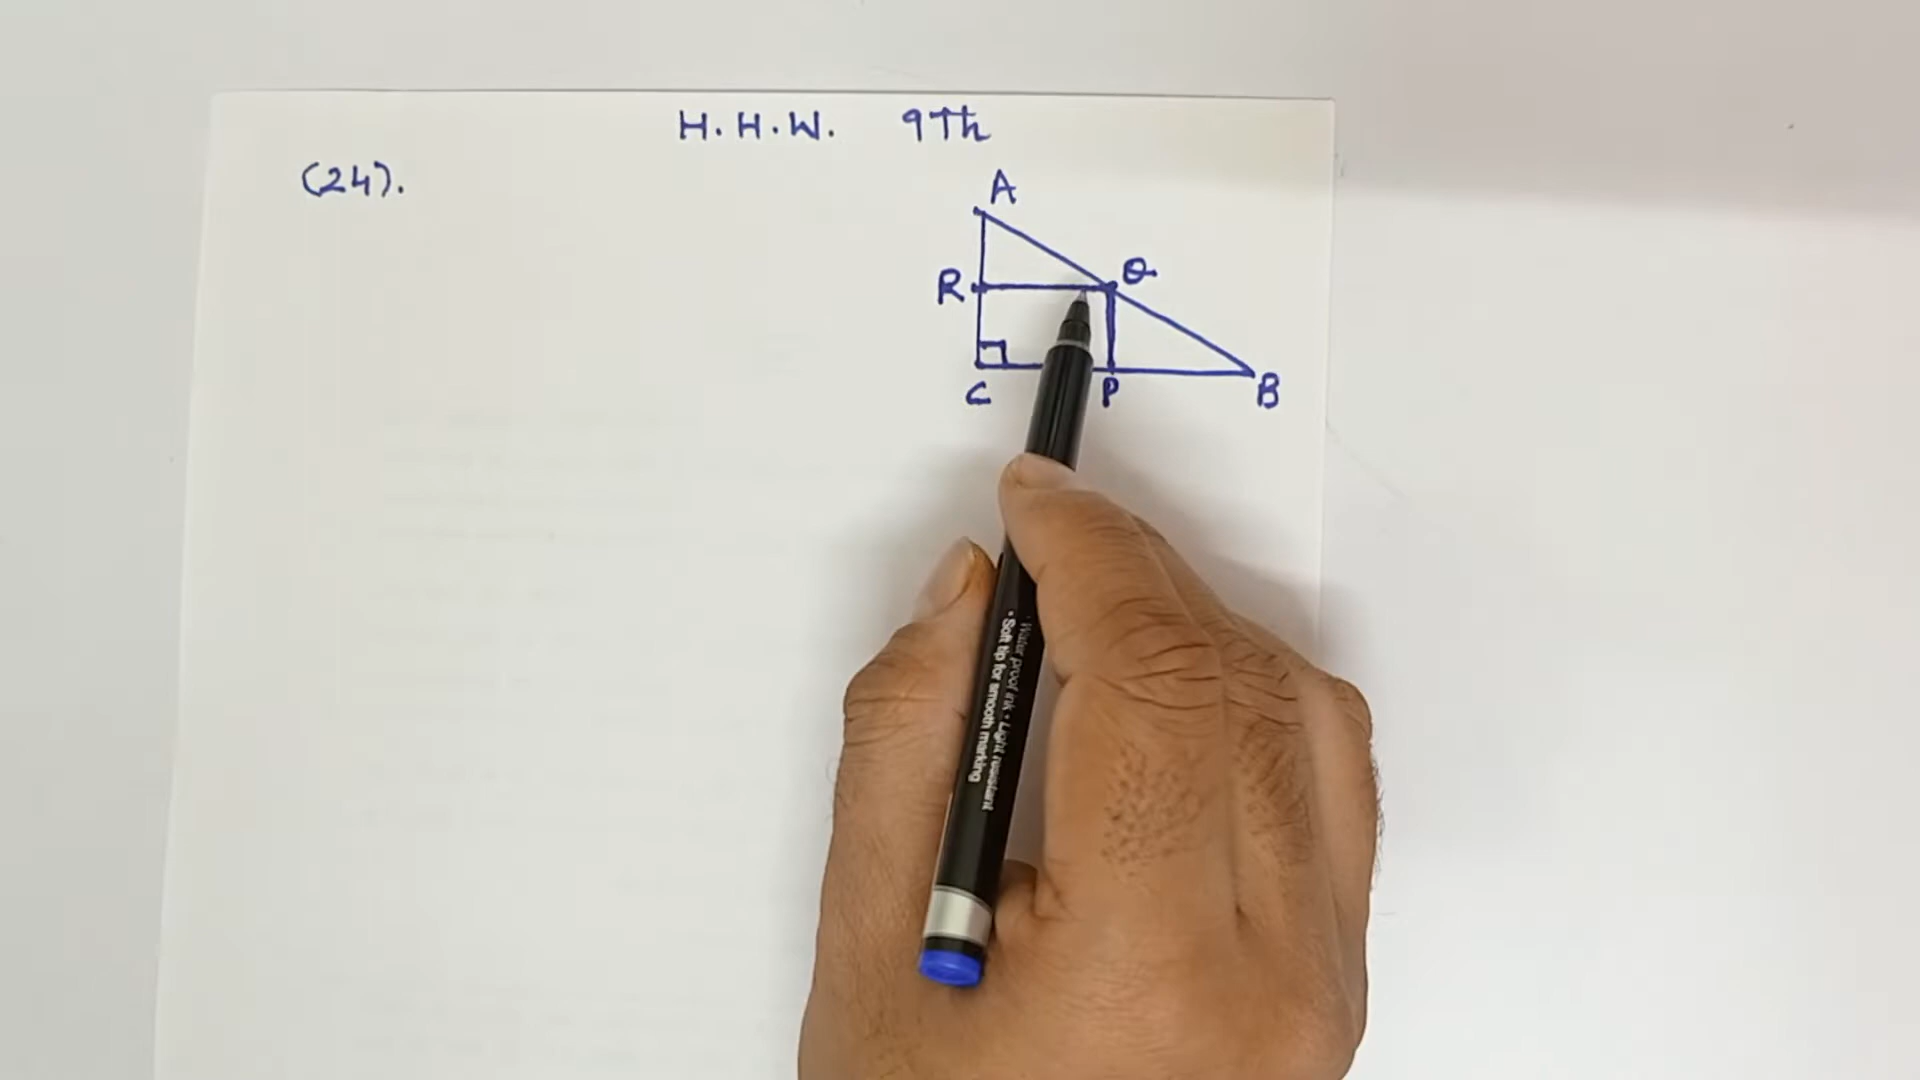 H.H.W. 9Th
(24).
A
R Q
C P B
• Water proof ink • Light resistant
• Soft tip for smooth marking